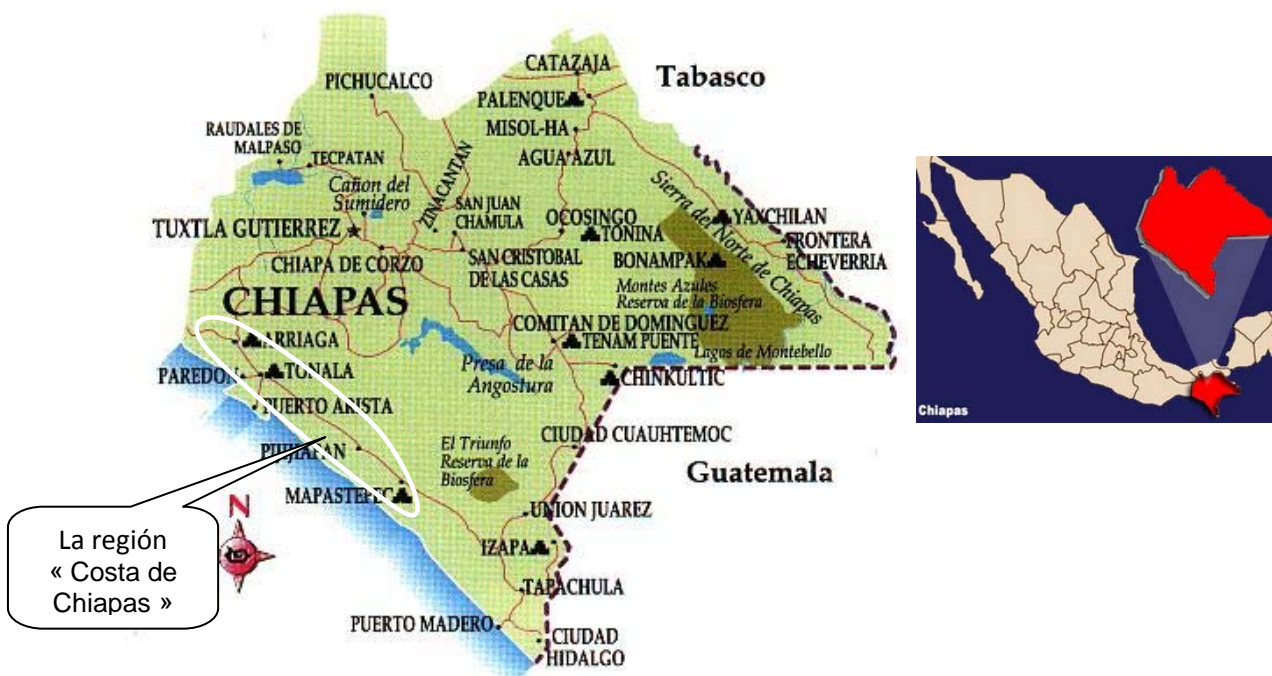 CATAZAJA
Tabasco
PICHUCALCO
PALENQUE
MISOL-HA
RAUDALES DE
MALPASO
TECPATAN
AGUA AZUL
Cañon del
Sumidero
ZINACANTAN
SAN JUAN
CHAMULA
OCOSINGO
TONINA
Sierra del Norte de Chiapas
YAXCHILAN
TUXTLA GUTIERREZ
FRONTERA
ECHEVERRIA
CHIAPA DE CORZO
SAN CRISTOBAL
DE LAS CASAS
BONAMPAK
Montes Azules
Reserva de la Biosfera
CHIAPAS
COMITAN DE DOMINGUEZ
TENAM PUENTE
Lagos de Montebello
ARRIAGA
PAREDON
TONALA
Presa de la
Angostura
CHINKULTIC
PUERTO ARISTA
CIUDAD CUAUHTEMOC
PIJIJIAPAN
El Triunfo
Reserva de la
Biosfera
Guatemala
MAPASTEPEC
UNION JUAREZ
N
IZAPA
TAPACHULA
PUERTO MADERO
CIUDAD
HIDALGO
La región
« Costa de
Chiapas »
Chiapas